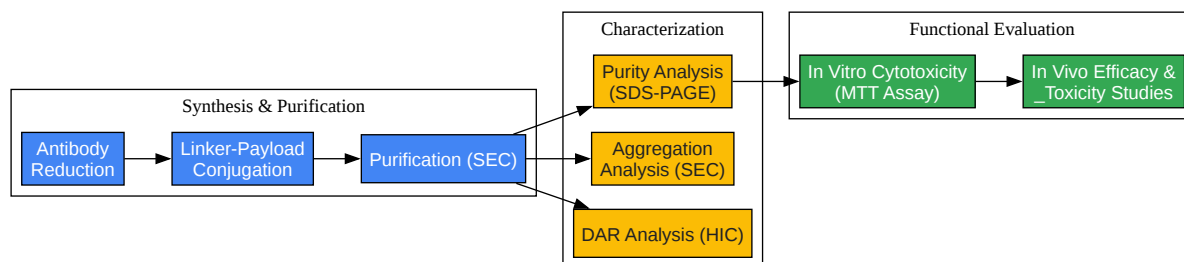 Synthesis & Purification
Antibody
Reduction
Linker-Payload
Conjugation
Purification (SEC)
Characterization
Purity Analysis
(SDS-PAGE)
Aggregation
Analysis (SEC)
DAR Analysis (HIC)
Functional Evaluation
In Vitro Cytotoxicity
(MTT Assay)
In Vivo Efficacy &
_Toxicity Studies